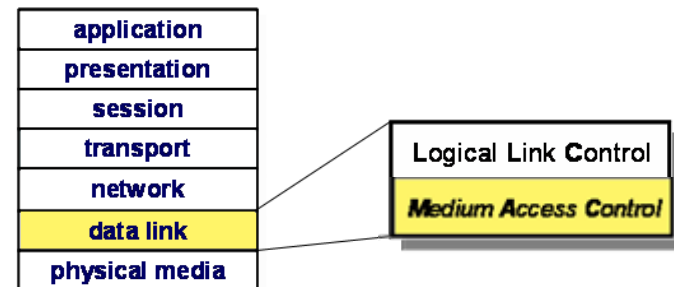 application
presentation
session
transport
network
data link
physical media
Logical Link Control
Medium Access Control